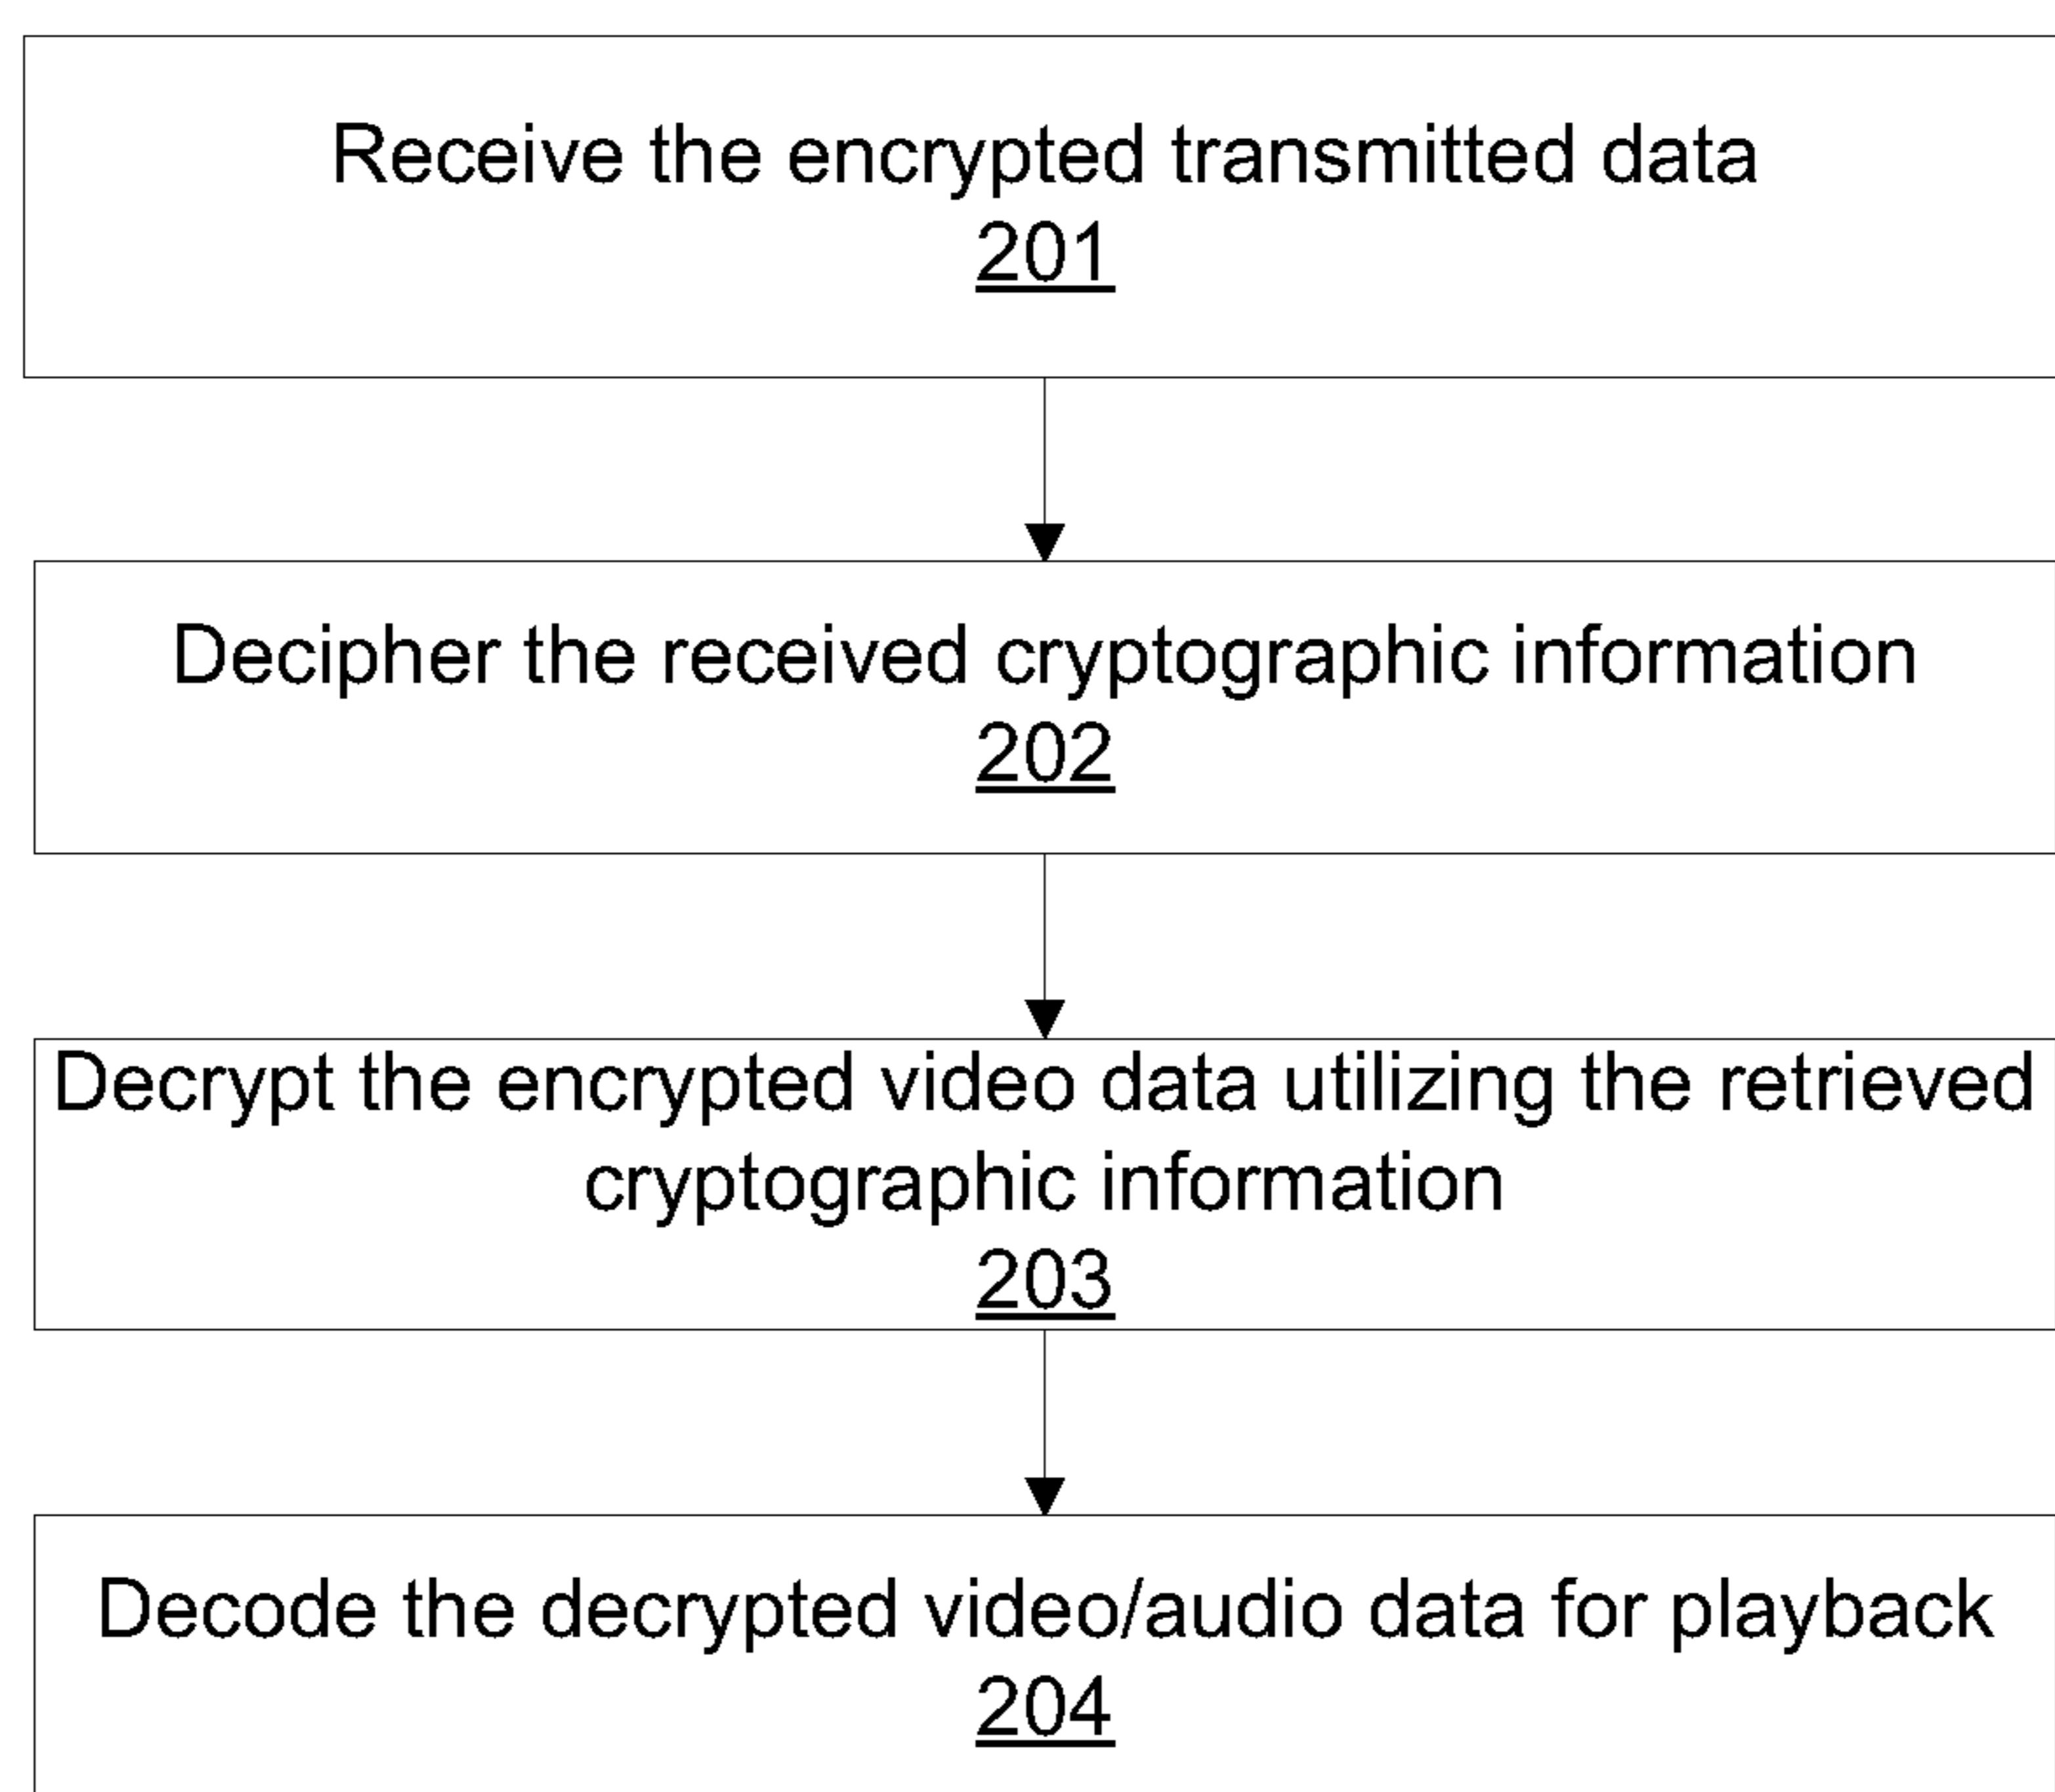 Receive the encrypted transmitted data
201
Decipher the received cryptographic information
202
Decrypt the encrypted video data utilizing the retrieved
cryptographic information
203
Decode the decrypted video/audio data for playback
204